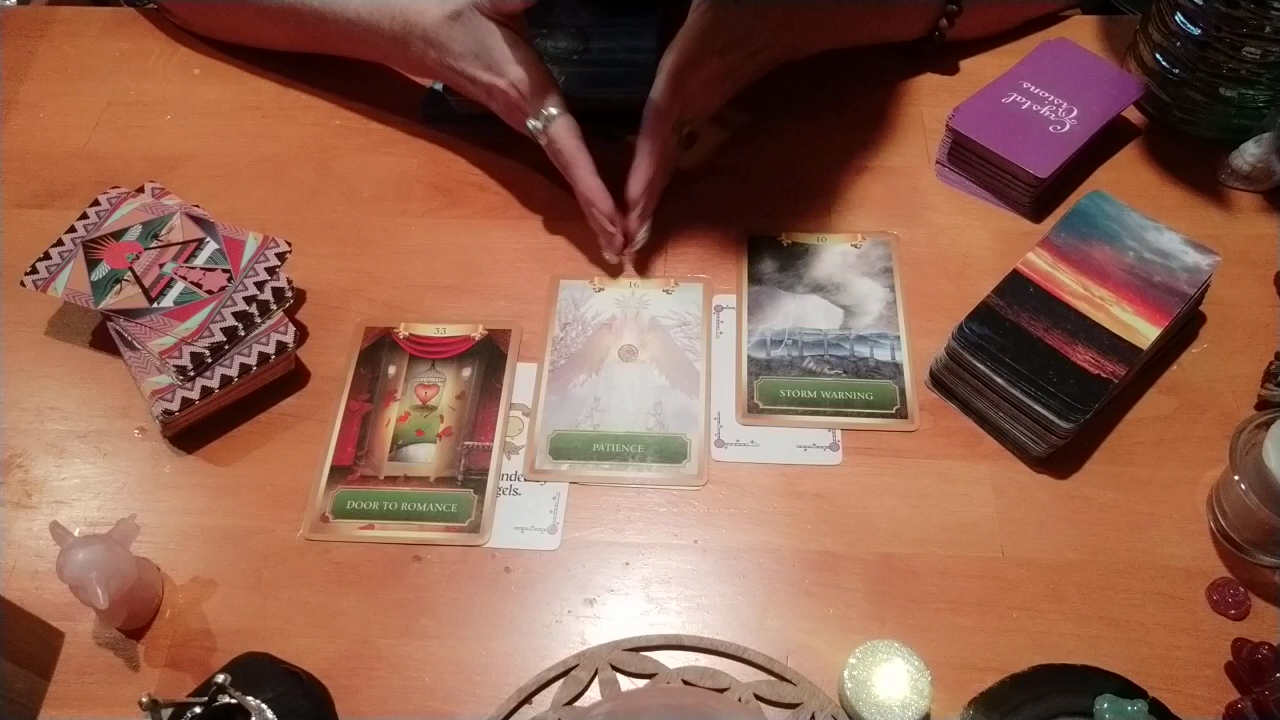 Crystal
Visions
10
STORM WARNING
16
PATIENCE
33
DOOR TO ROMANCE
gels.